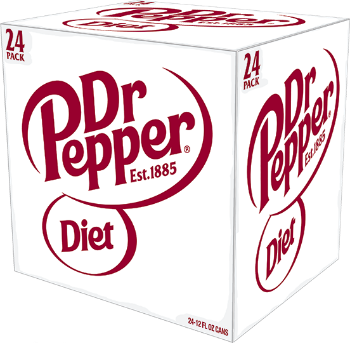 Dr
Pepper
24
PACK
Dr
Pepper®
Est.1885
Diet
24-12 FL OZ CANS
24
PACK
Dr
Pepper
Est.1885
Diet